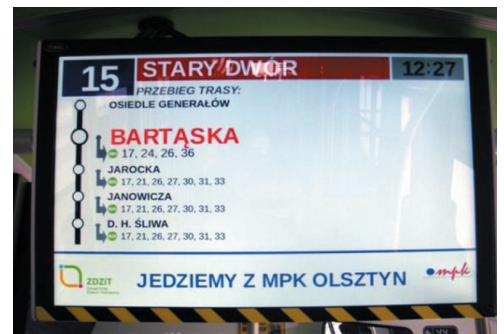 15 STARY DWÓR 12:27
PRZEBIEG TRASY:
OSIEDLE GENERAŁÓW
BARTĄSKA
17, 24, 26, 36
JAROCKA
17, 21, 26, 27, 30, 31, 33
JANOWICZA
17, 21, 26, 27, 30, 31, 33
D. H. ŚLIWA
17, 21, 26, 27, 30, 31, 33
ZDZiT JEDZIEMY Z MPK OLSZTYN mpk